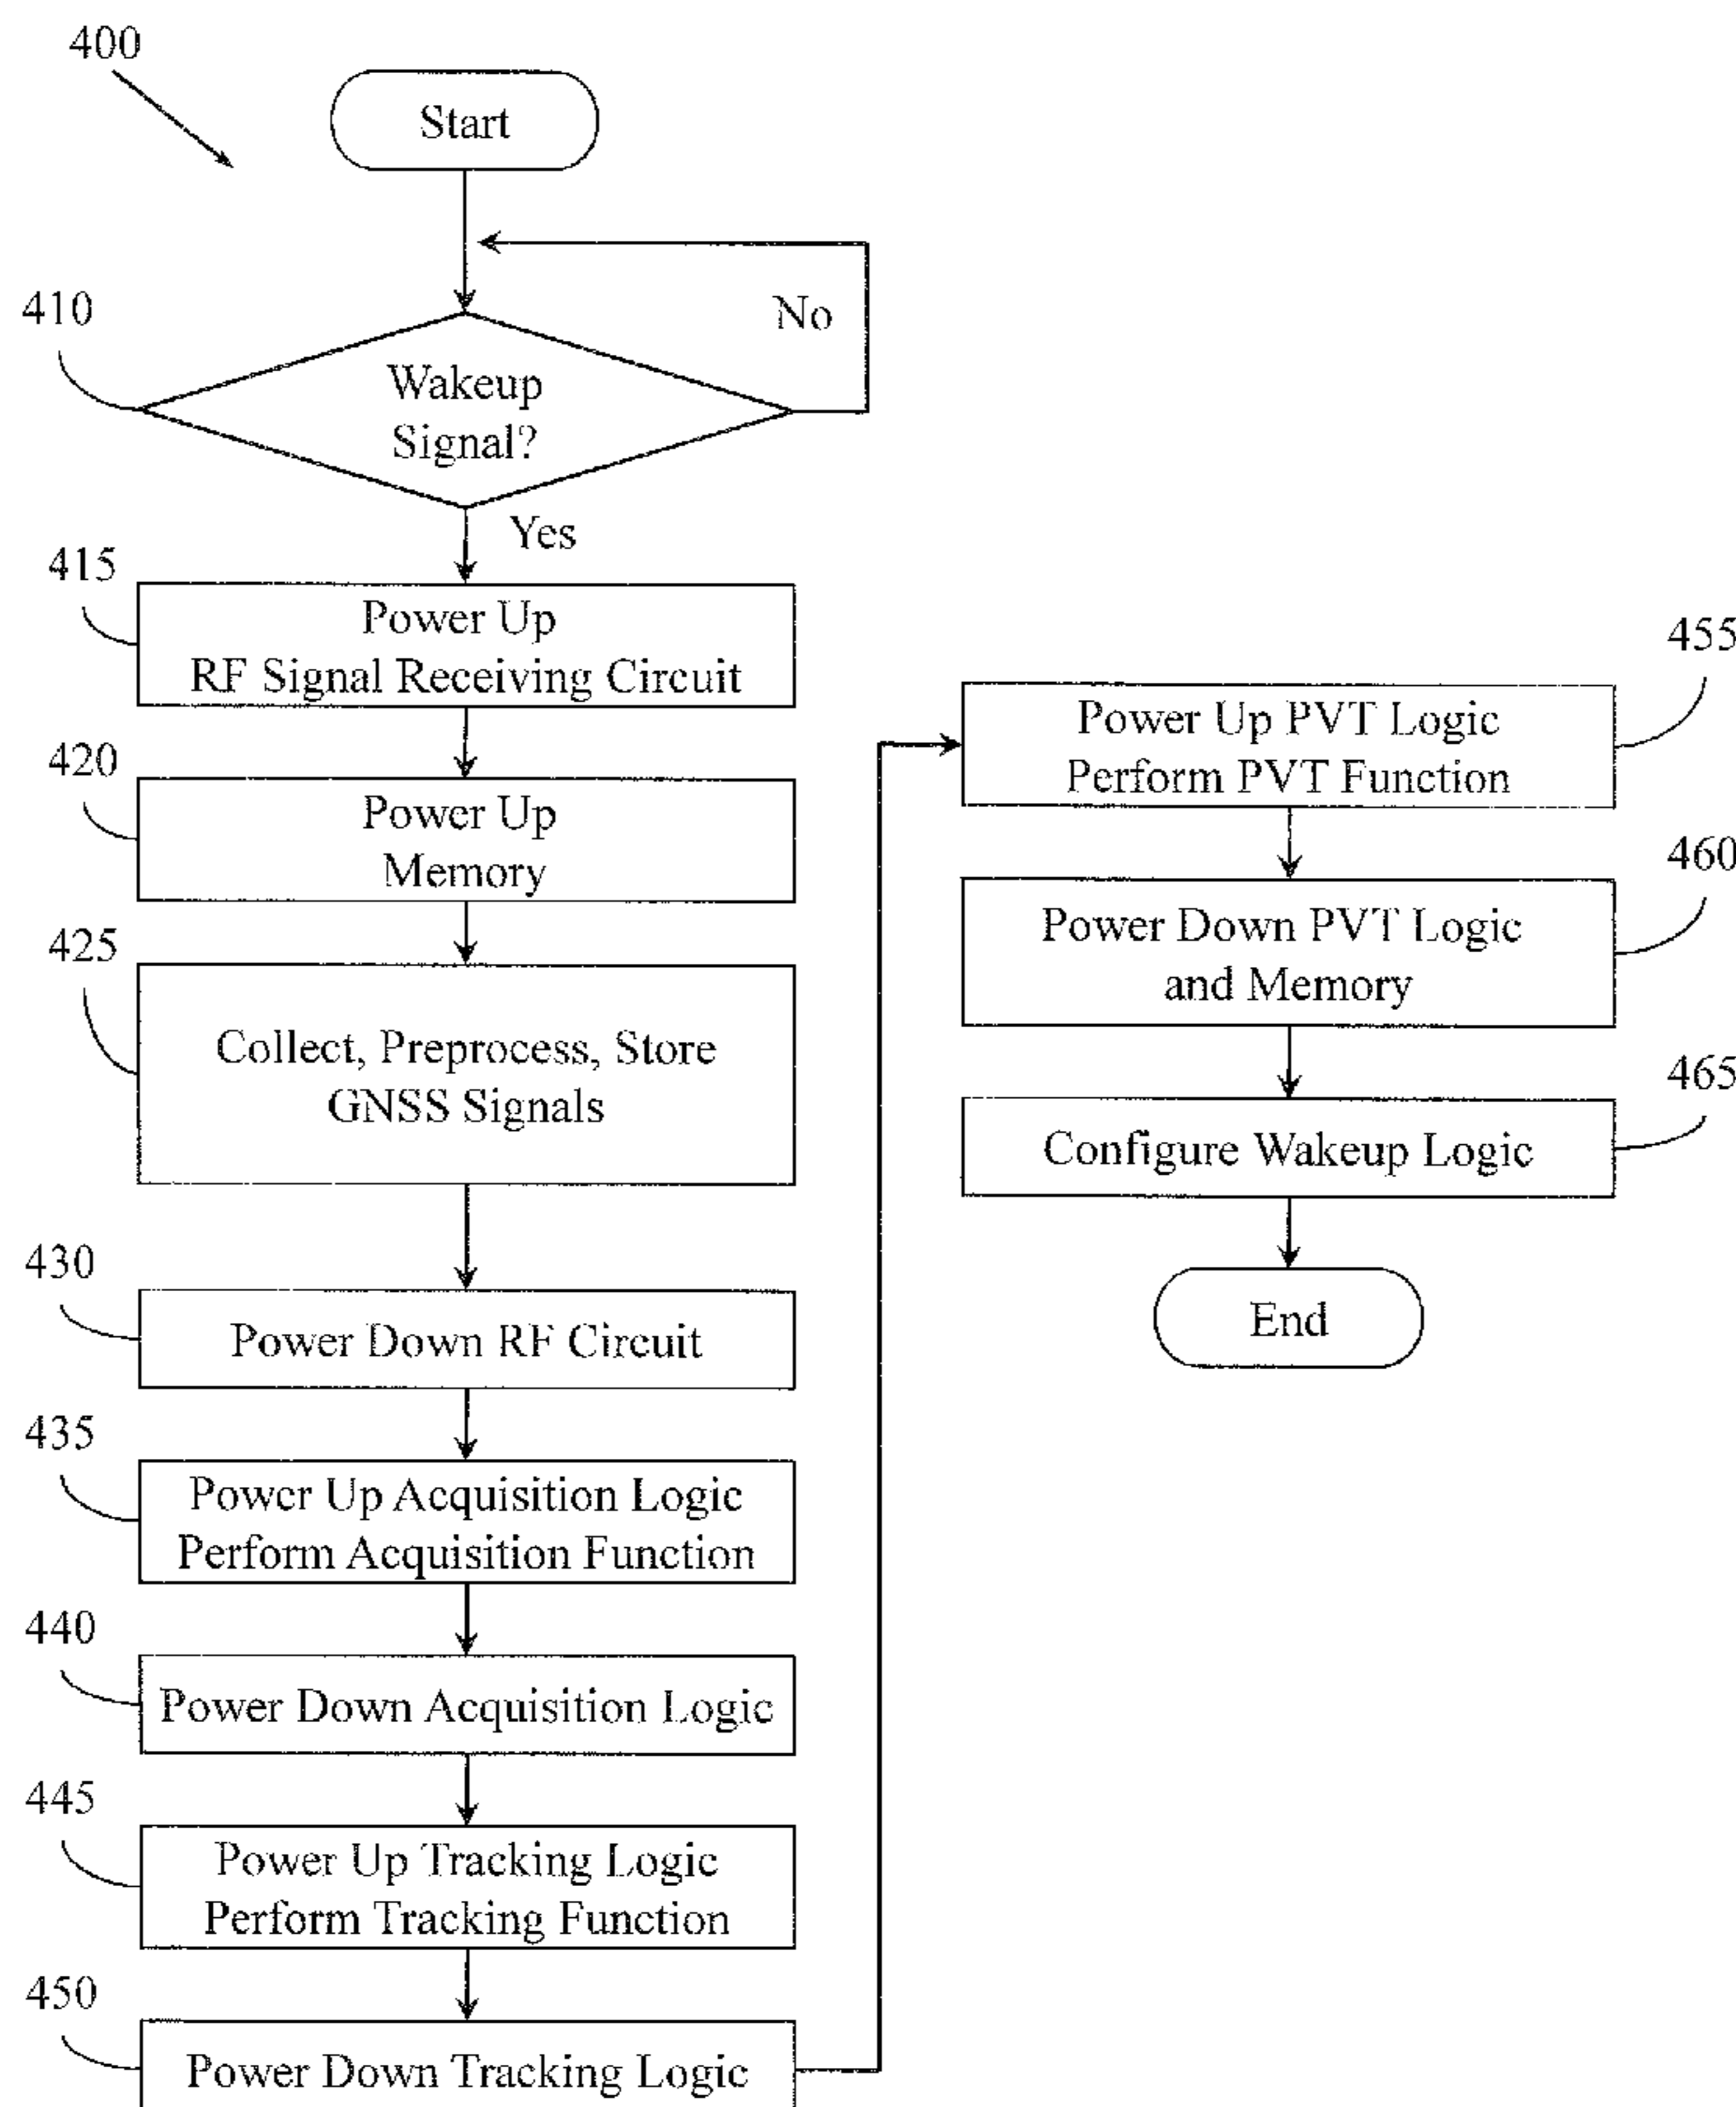 400
Start
No
410
Wakeup
Signal?
Yes
415
Power Up
RF Signal Receiving Circuit
420
Power Up
Memory
425
Collect, Preprocess, Store
GNSS Signals
430
Power Down RF Circuit
435
Power Up Acquisition Logic
Perform Acquisition Function
440
Power Down Acquisition Logic
445
Power Up Tracking Logic
Perform Tracking Function
450
Power Down Tracking Logic
455
Power Up PVT Logic
Perform PVT Function
460
Power Down PVT Logic
and Memory
465
Configure Wakeup Logic
End